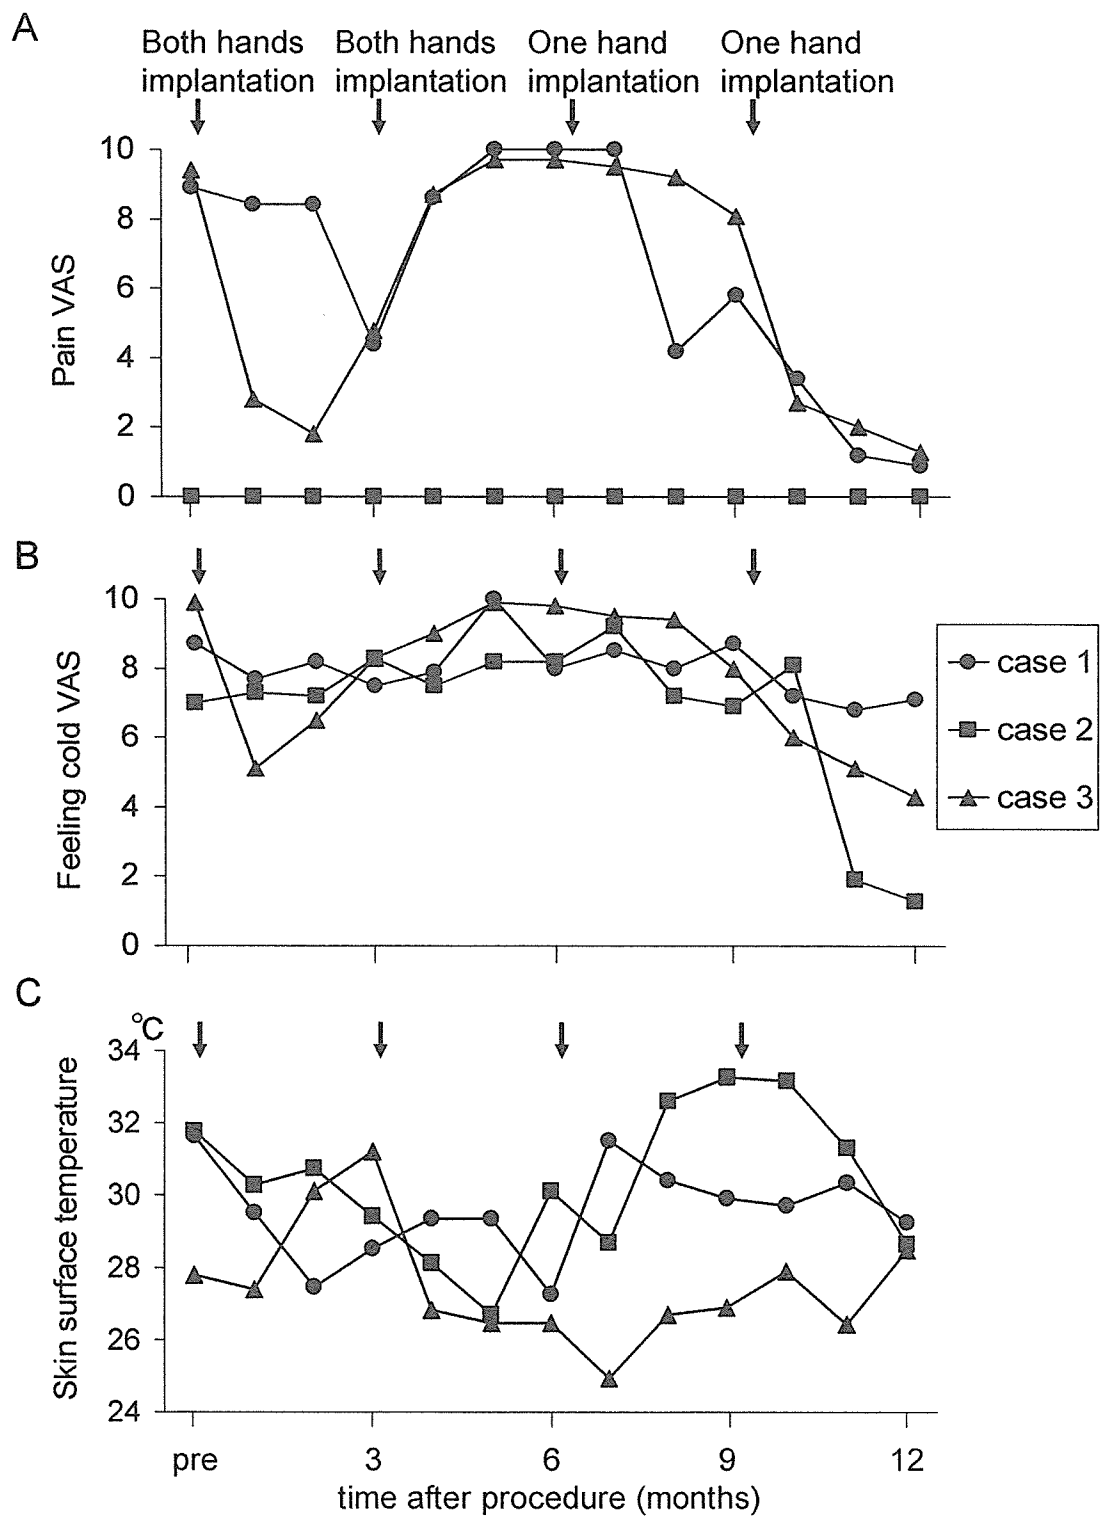 A
Both hands implantation
Both hands implantation
One hand implantation
One hand implantation
10
8
6
4
2
0
Pain VAS
B
10
8
6
4
2
0
Feeling cold VAS
case 1
case 2
case 3
C
°C
34
32
30
28
26
24
Skin surface temperature
pre 3 6 9 12
time after procedure (months)